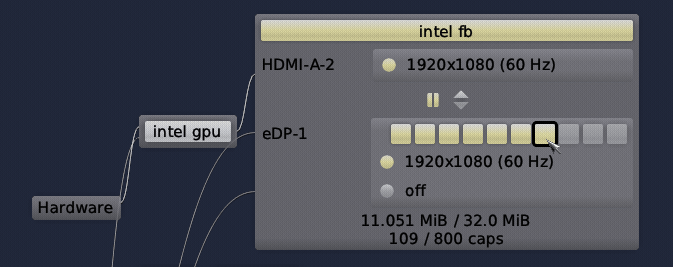 intel fb
HDMI-A-2
1920x1080 (60 Hz)
intel gpu
eDP-1
1920x1080 (60 Hz)
off
Hardware
11.051 MiB / 32.0 MiB
109 / 800 caps